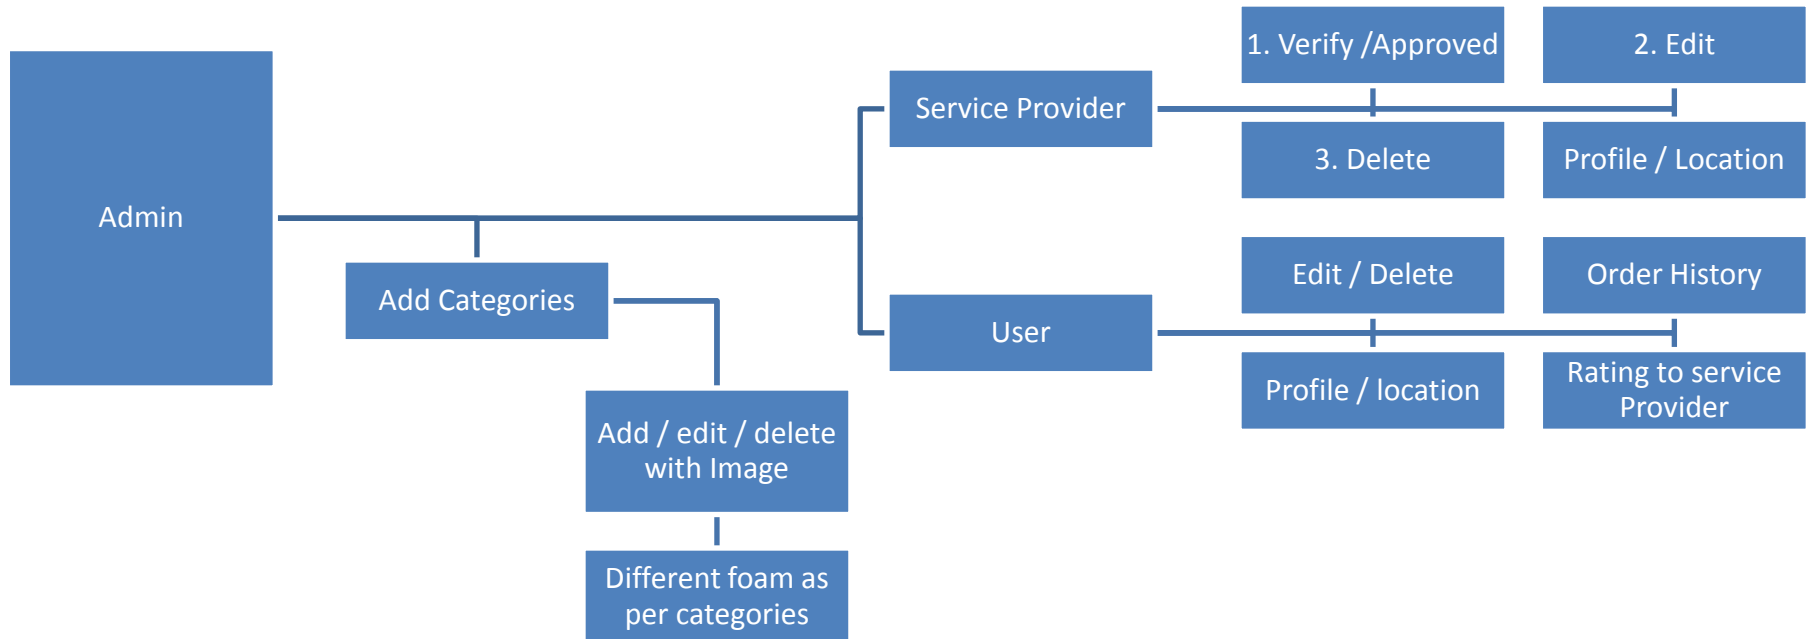 Admin
Add Categories
Add / edit / delete
with Image
Different foam as
per categories
Service Provider
1. Verify /Approved
2. Edit
3. Delete
Profile / Location
User
Edit / Delete
Order History
Profile / location
Rating to service
Provider